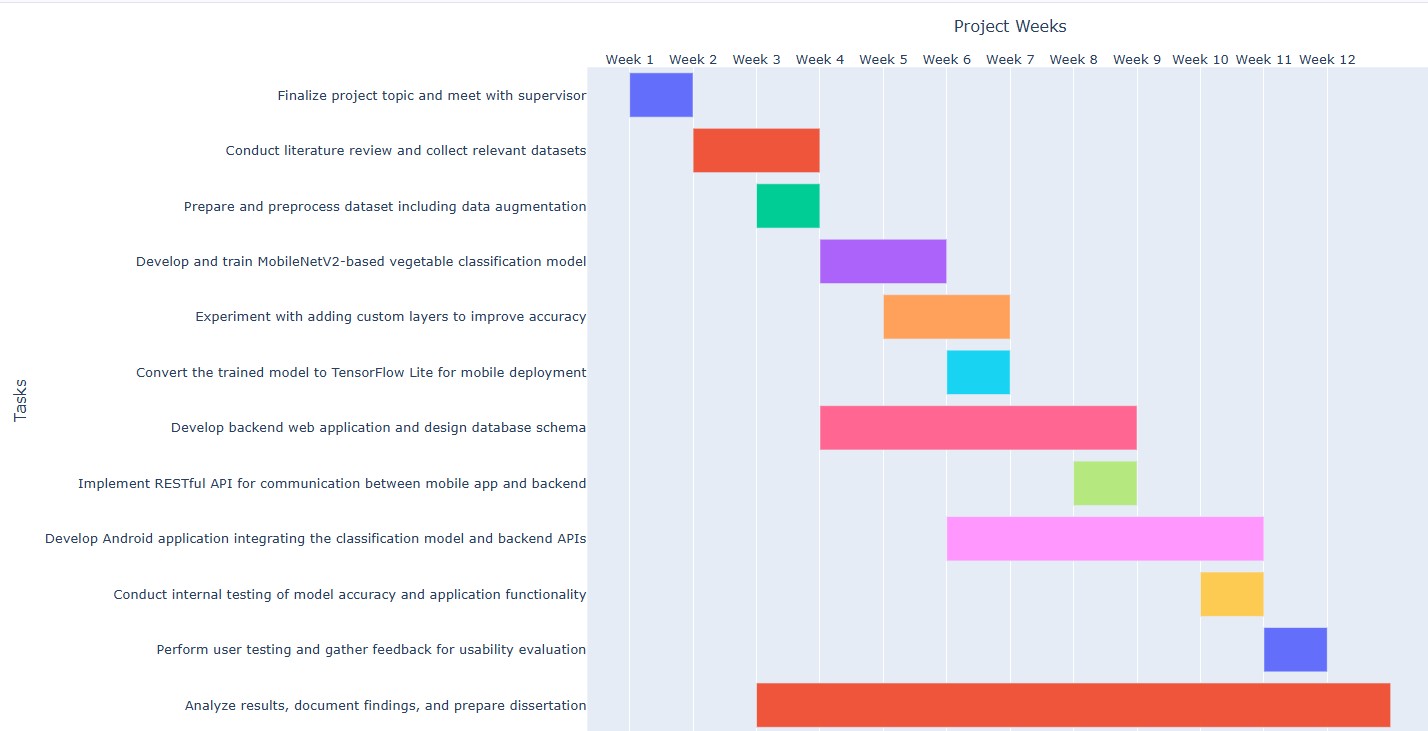 Project Weeks
Week 1 Week 2 Week 3 Week 4 Week 5 Week 6 Week 7 Week 8 Week 9 Week 10 Week 11 Week 12
Finalize project topic and meet with supervisor
Conduct literature review and collect relevant datasets
Prepare and preprocess dataset including data augmentation
Develop and train MobileNetV2-based vegetable classification model
Experiment with adding custom layers to improve accuracy
Convert the trained model to TensorFlow Lite for mobile deployment
Tasks
Develop backend web application and design database schema
Implement RESTful API for communication between mobile app and backend
Develop Android application integrating the classification model and backend APIs
Conduct internal testing of model accuracy and application functionality
Perform user testing and gather feedback for usability evaluation
Analyze results, document findings, and prepare dissertation